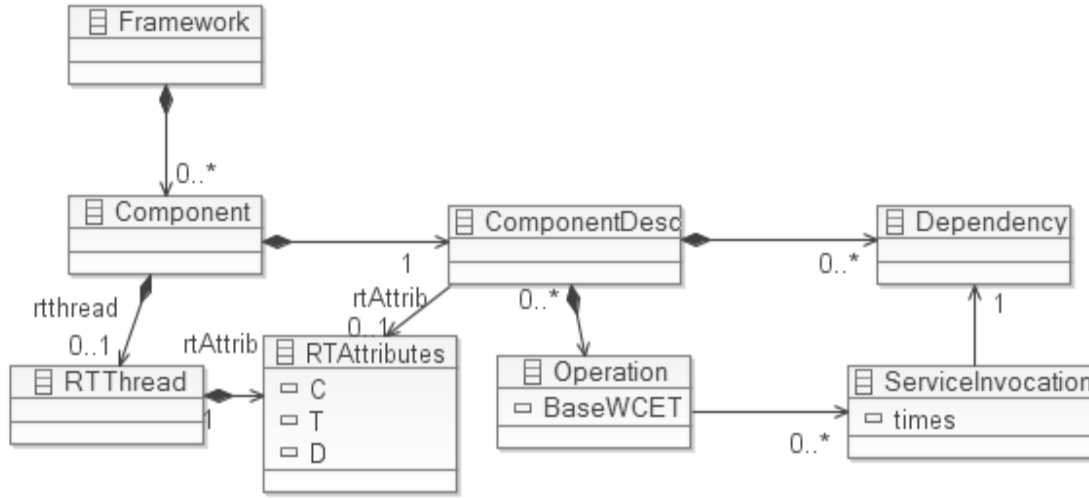 Framework
0..*
Component
ComponentDesc
Dependency
1
0..*
rtthread
rtAttrib
0..*
1
0..1
rtAttrib
0..1
RTThread
1
RTAttributes
C
T
D
Operation
BaseWCET
0..*
ServiceInvocation
times